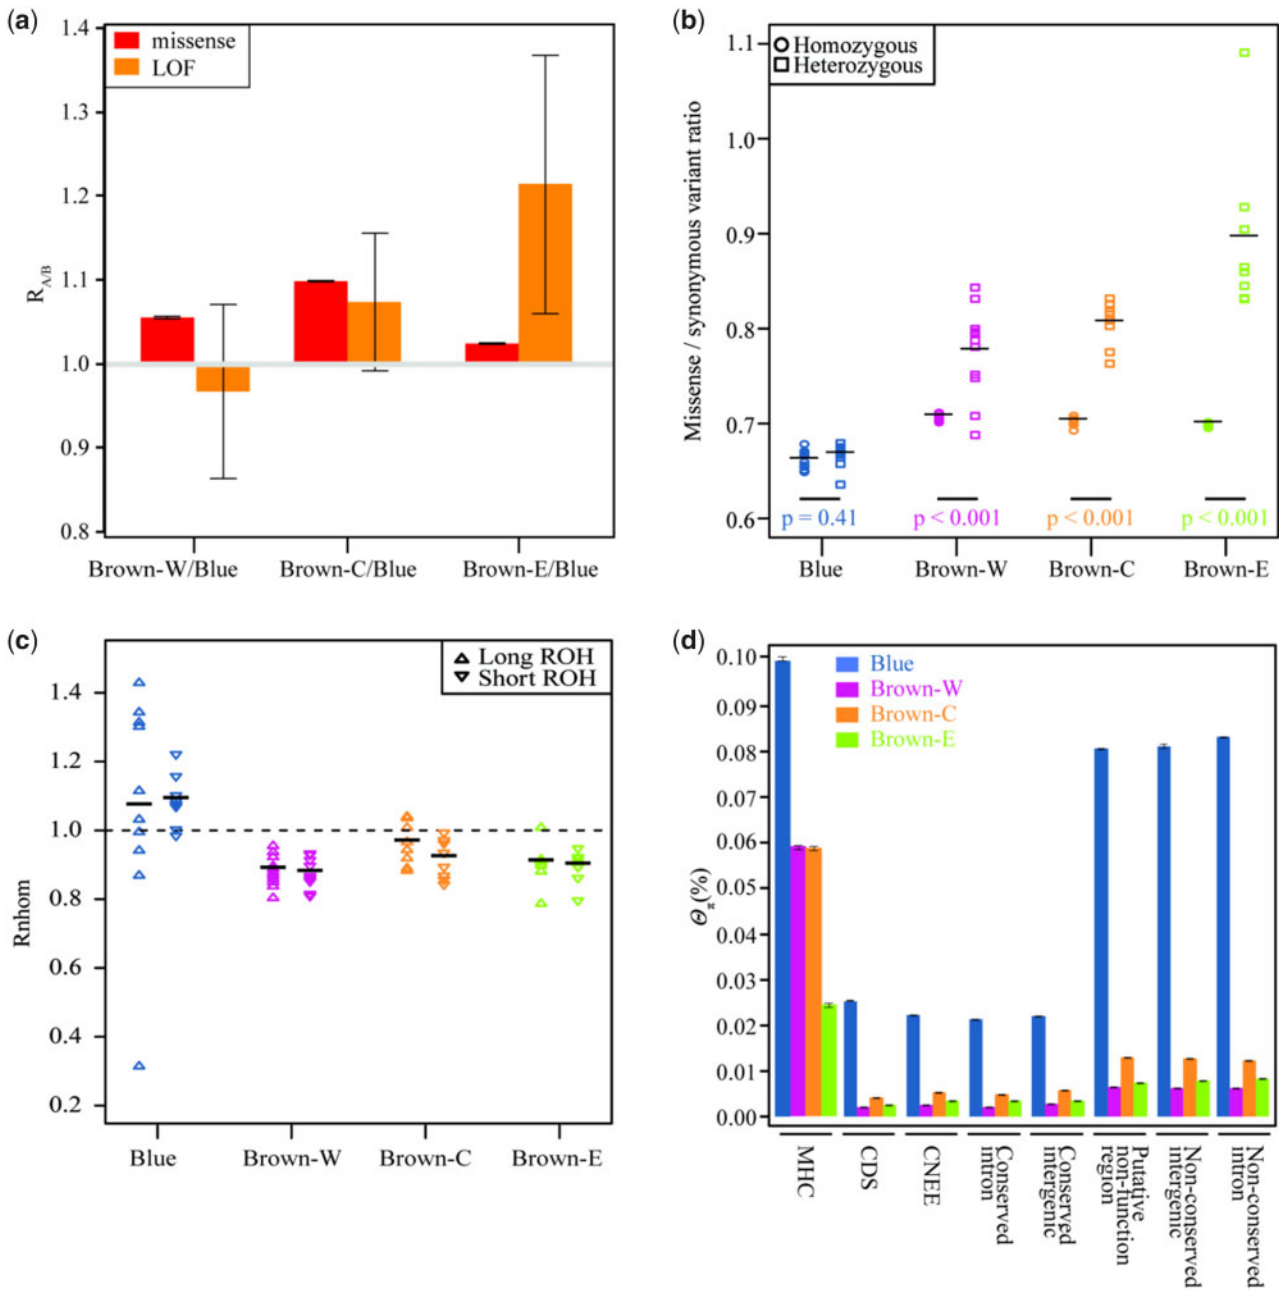 (a)
missense
LOF
1.4
1.3
1.2
1.1
1.0
0.9
0.8
R_A/B
Brown-W/Blue
Brown-C/Blue
Brown-E/Blue
(b)
Homozygous
Heterozygous
1.1
1.0
0.9
0.8
0.7
0.6
Missense / synonymous variant ratio
p = 0.41
p < 0.001
p < 0.001
p < 0.001
Blue
Brown-W
Brown-C
Brown-E
(c)
Long ROH
Short ROH
1.4
1.2
1.0
0.8
0.6
0.4
0.2
Rnhom
Blue
Brown-W
Brown-C
Brown-E
(d)
Blue
Brown-W
Brown-C
Brown-E
0.10
0.09
0.08
0.07
0.06
0.05
0.04
0.03
0.02
0.01
0.00
Θπ(%)
MHC
CDS
CNEE
Conserved
intron
Conserved
intergenic
Putative
non-function
region
Non-conserved
intergenic
Non-conserved
intron